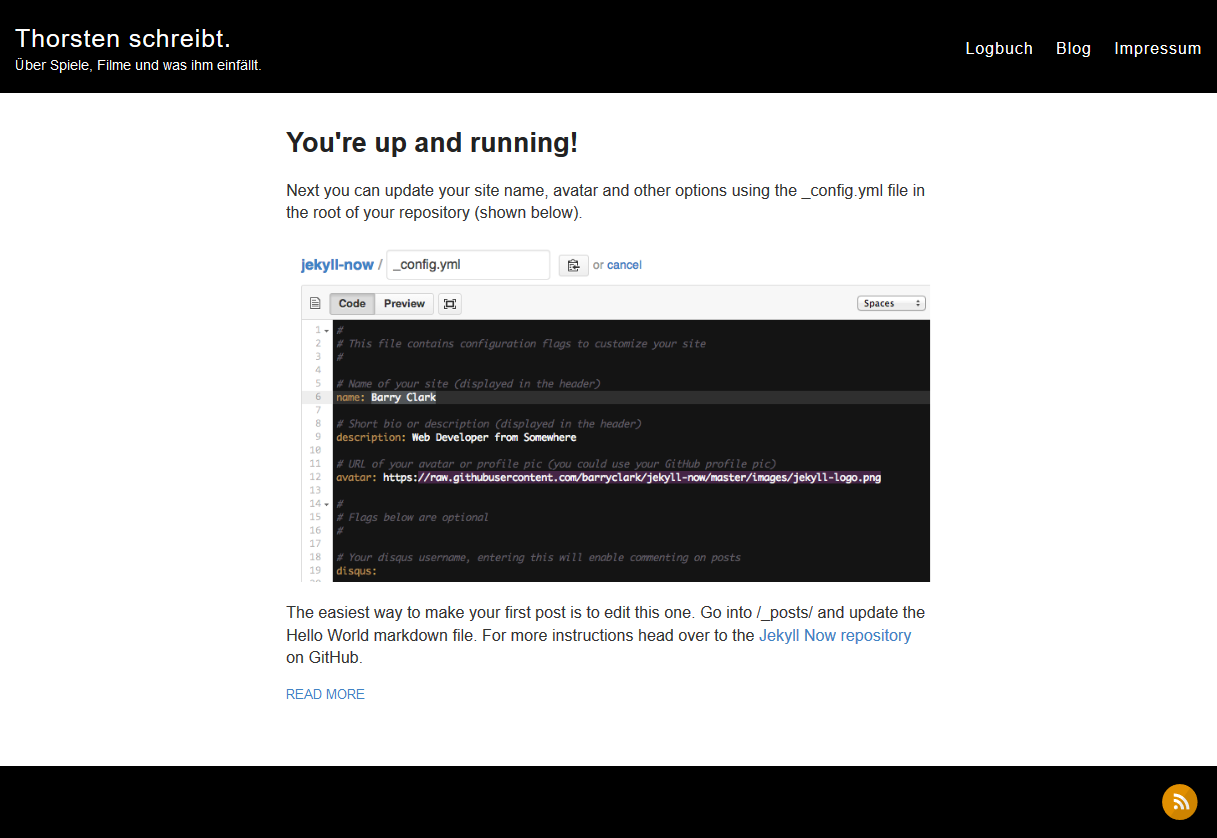 Thorsten schreibt.
Über Spiele, Filme und was ihm einfällt.
Logbuch Blog Impressum
You're up and running!
Next you can update your site name, avatar and other options using the _config.yml file in
the root of your repository (shown below).
jekyll-now / _config.yml or cancel
Code Preview Spaces
1 #
2 # This file contains configuration flags to customize your site
3 #
4
5 # Name of your site (displayed in the header)
6 name: Barry Clark
7
8 # Short bio or description (displayed in the header)
9 description: Web Developer from Somewhere
10
11 # URL of your avatar or profile pic (you could use your GitHub profile pic)
12 avatar: https://raw.githubusercontent.com/barryclark/jekyll-now/master/images/jekyll-logo.png
13
14 #
15 # Flags below are optional
16 #
17
18 # Your disqus username, entering this will enable commenting on posts
19 disqus:
The easiest way to make your first post is to edit this one. Go into /_posts/ and update the
Hello World markdown file. For more instructions head over to the Jekyll Now repository
on GitHub.
READ MORE